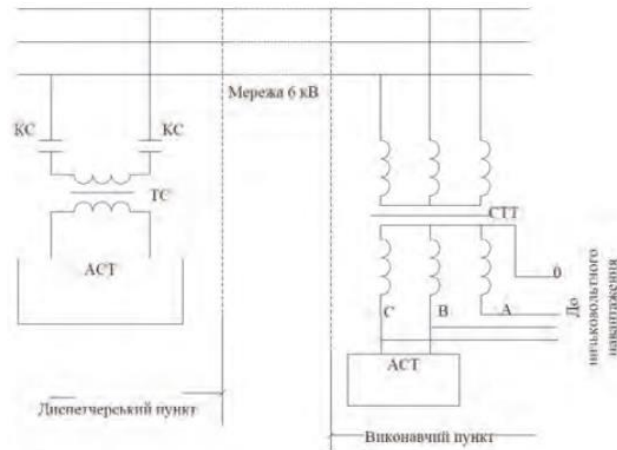 Мережа 6 кВ
КС
КС
ТС
АСТ
СТТ
0
С
В
А
До
низьковольтного
навантаження
АСТ
Диспетчерський пункт
Виконавчий пункт